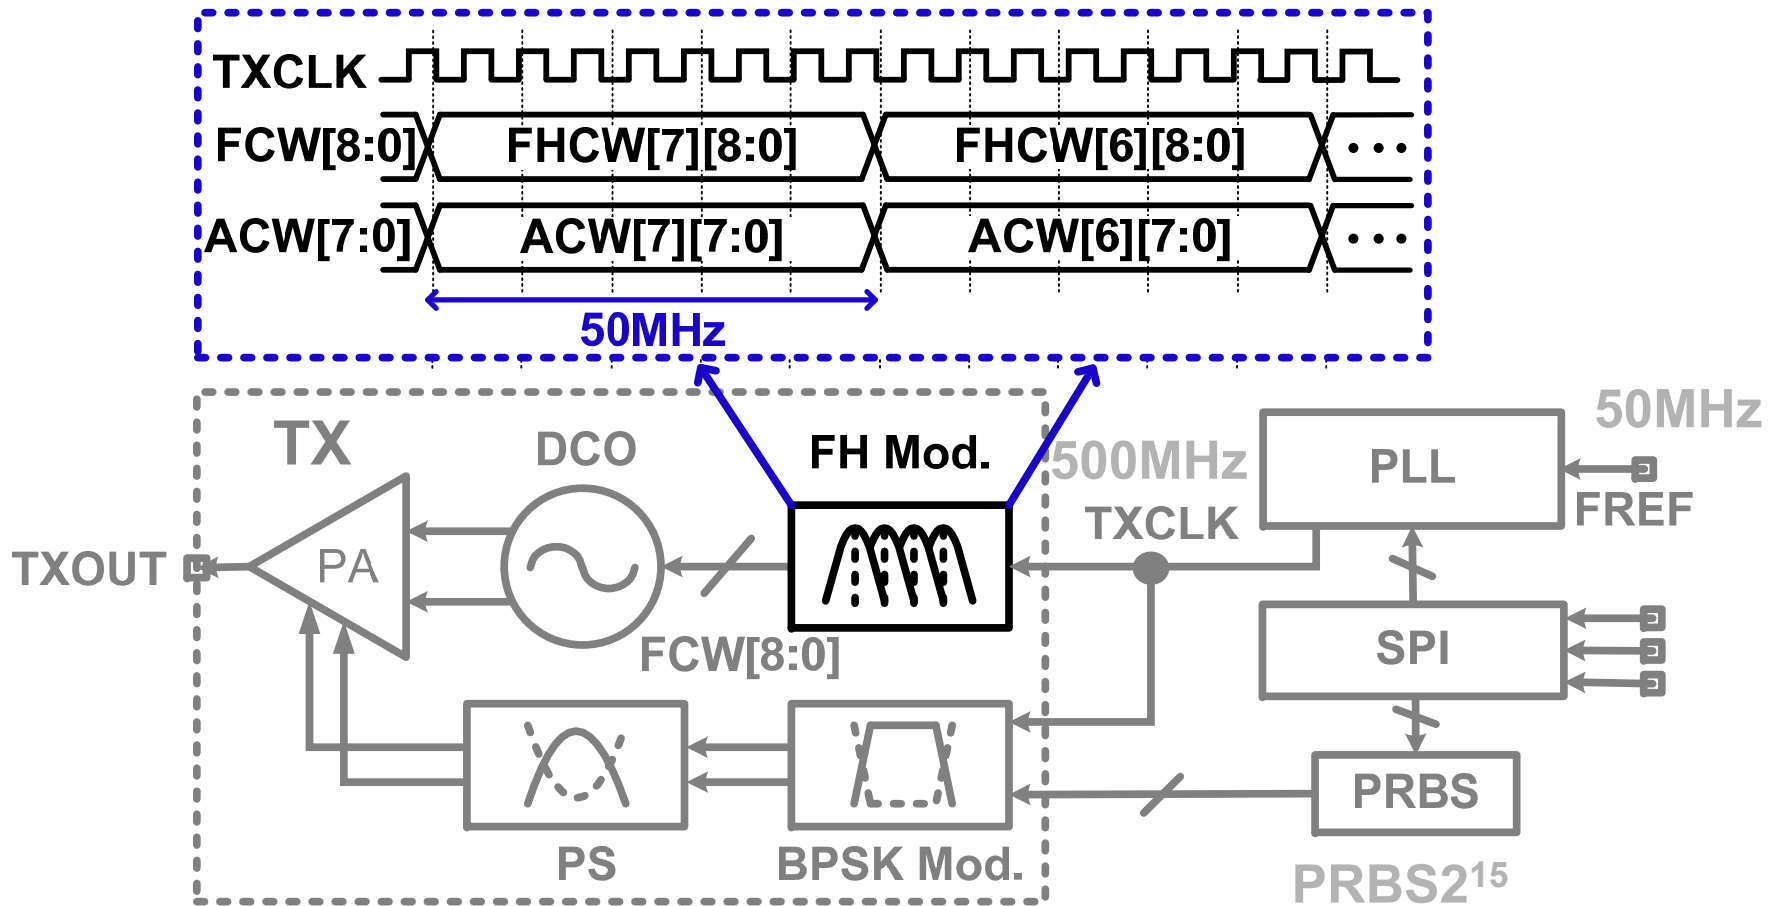 TXCLK
FCW[8:0] FHCW[7][8:0] FHCW[6][8:0] •••
ACW[7:0] ACW[7][7:0] ACW[6][7:0] •••
50MHz
TX
DCO
FH Mod.
500MHz
TXCLK
PLL
50MHz
FREF
TXOUT
PA
FCW[8:0]
SPI
PS
BPSK Mod.
PRBS
PRBS2¹⁵